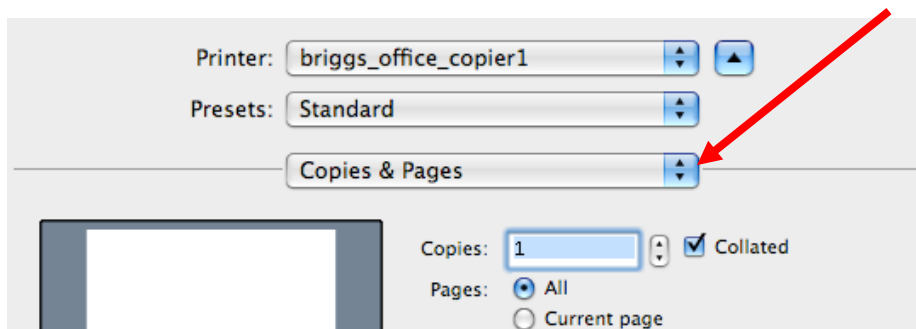 Printer: briggs_office_copier1
Presets: Standard
Copies & Pages
Copies: 1 Collated
Pages: All
Current page